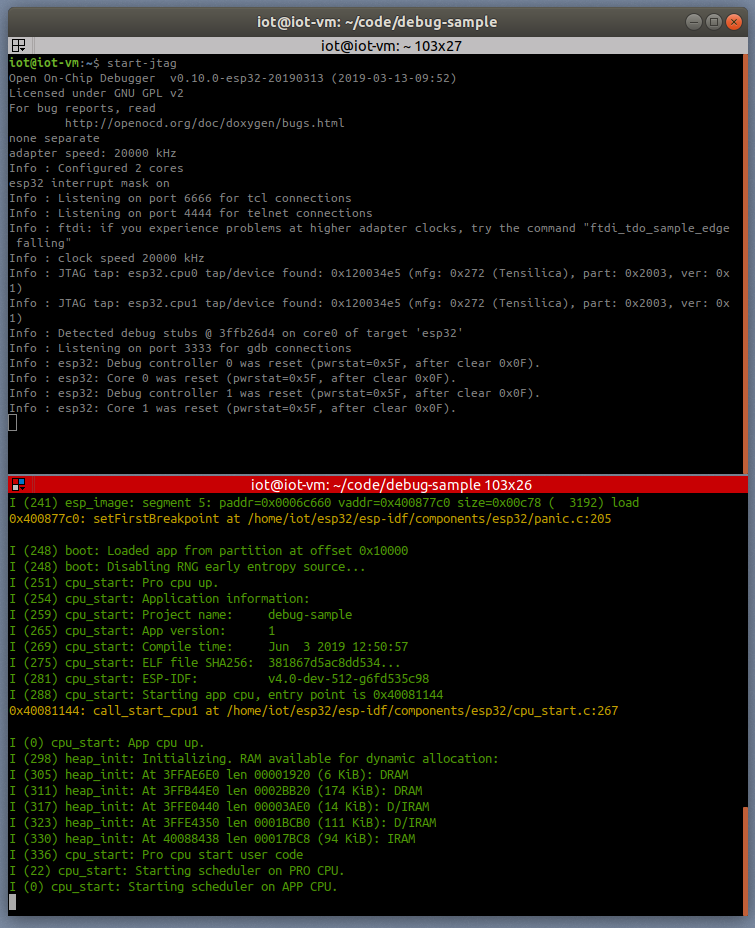 iot@iot-vm: ~/code/debug-sample
iot@iot-vm: ~ 103x27
iot@iot-vm:~$ start-jtag
Open On-Chip Debugger  v0.10.0-esp32-20190313 (2019-03-13-09:52)
Licensed under GNU GPL v2
For bug reports, read
        http://openocd.org/doc/doxygen/bugs.html
none separate
adapter speed: 20000 kHz
Info : Configured 2 cores
esp32 interrupt mask on
Info : Listening on port 6666 for tcl connections
Info : Listening on port 4444 for telnet connections
Info : ftdi: if you experience problems at higher adapter clocks, try the command "ftdi_tdo_sample_edge
 falling"
Info : clock speed 20000 kHz
Info : JTAG tap: esp32.cpu0 tap/device found: 0x120034e5 (mfg: 0x272 (Tensilica), part: 0x2003, ver: 0x
1)
Info : JTAG tap: esp32.cpu1 tap/device found: 0x120034e5 (mfg: 0x272 (Tensilica), part: 0x2003, ver: 0x
1)
Info : Detected debug stubs @ 3ffb26d4 on core0 of target 'esp32'
Info : Listening on port 3333 for gdb connections
Info : esp32: Debug controller 0 was reset (pwrstat=0x5F, after clear 0x0F).
Info : esp32: Core 0 was reset (pwrstat=0x5F, after clear 0x0F).
Info : esp32: Debug controller 1 was reset (pwrstat=0x5F, after clear 0x0F).
Info : esp32: Core 1 was reset (pwrstat=0x5F, after clear 0x0F).
iot@iot-vm: ~/code/debug-sample 103x26
I (241) esp_image: segment 5: paddr=0x0006c660 vaddr=0x400877c0 size=0x00c78 (  3192) load
0x400877c0: setFirstBreakpoint at /home/iot/esp32/esp-idf/components/esp32/panic.c:205
I (248) boot: Loaded app from partition at offset 0x10000
I (248) boot: Disabling RNG early entropy source...
I (251) cpu_start: Pro cpu up.
I (254) cpu_start: Application information:
I (259) cpu_start: Project name:     debug-sample
I (265) cpu_start: App version:      1
I (269) cpu_start: Compile time:     Jun  3 2019 12:50:57
I (275) cpu_start: ELF file SHA256:  381867d5ac8dd534...
I (281) cpu_start: ESP-IDF:          v4.0-dev-512-g6fd535c98
I (288) cpu_start: Starting app cpu, entry point is 0x40081144
0x40081144: call_start_cpu1 at /home/iot/esp32/esp-idf/components/esp32/cpu_start.c:267
I (0) cpu_start: App cpu up.
I (298) heap_init: Initializing. RAM available for dynamic allocation:
I (305) heap_init: At 3FFAE6E0 len 00001920 (6 KiB): DRAM
I (311) heap_init: At 3FFB44E0 len 0002BB20 (174 KiB): DRAM
I (317) heap_init: At 3FFE0440 len 00003AE0 (14 KiB): D/IRAM
I (323) heap_init: At 3FFE4350 len 0001BCB0 (111 KiB): D/IRAM
I (330) heap_init: At 40088438 len 00017BC8 (94 KiB): IRAM
I (336) cpu_start: Pro cpu start user code
I (22) cpu_start: Starting scheduler on PRO CPU.
I (0) cpu_start: Starting scheduler on APP CPU.